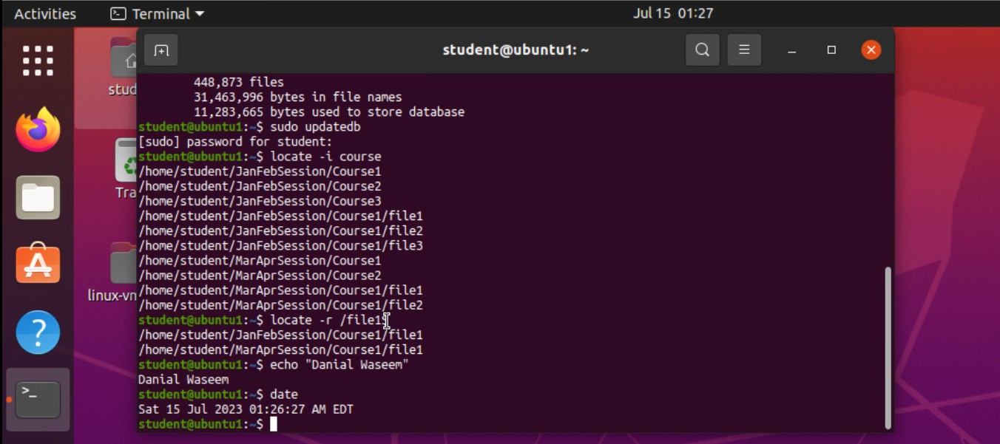 Activities
Terminal
Jul 15 01:27
student@ubuntu1: ~
448,873 files
31,463,996 bytes in file names
11,283,665 bytes used to store database
student@ubuntu1:~$ sudo updatedb
[sudo] password for student:
student@ubuntu1:~$ locate -i course
/home/student/JanFebSession/Course1
/home/student/JanFebSession/Course2
/home/student/JanFebSession/Course3
/home/student/JanFebSession/Course1/file1
/home/student/JanFebSession/Course1/file2
/home/student/JanFebSession/Course1/file3
/home/student/MarAprSession/Course1
/home/student/MarAprSession/Course2
/home/student/MarAprSession/Course1/file1
/home/student/MarAprSession/Course1/file2
student@ubuntu1:~$ locate -r /file1$
/home/student/JanFebSession/Course1/file1
/home/student/MarAprSession/Course1/file1
student@ubuntu1:~$ echo "Danial Waseem"
Danial Waseem
student@ubuntu1:~$ date
Sat 15 Jul 2023 01:26:27 AM EDT
student@ubuntu1:~$
stud
Tra
linux-vm